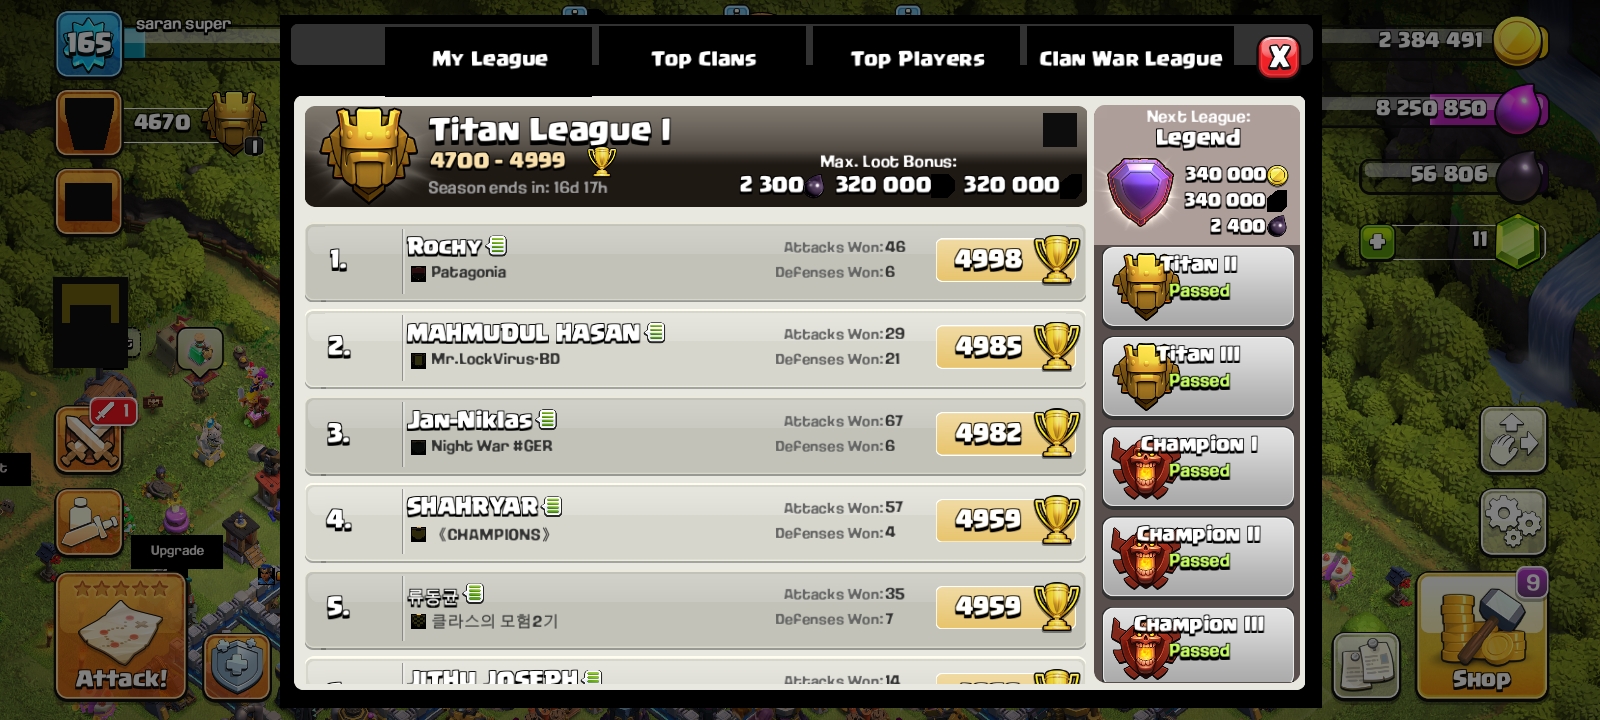 165
saran super
My League
Top Clans
Top Players
Clan War League
X
2 384 491
4670
8 250 850
56 806
11
Titan League I
4700 - 4999
Season ends in: 16d 17h
Max. Loot Bonus:
2 300 320 000 320 000
Next League:
Legend
340 000
340 000
2 400
1. Rochy Attacks Won:46 4998
Patagonia Defenses Won:6
2. MAHMUDUL HASAN Attacks Won:29 4985
Mr.LockVirus-BD Defenses Won:21
3. Jan-Niklas Attacks Won:67 4982
Night War #GER Defenses Won:6
4. SHAHRYAR Attacks Won:57 4959
《CHAMPIONS》 Defenses Won:4
5. 류동균 Attacks Won:35 4959
클라스의 모험2기 Defenses Won:7
JITHU JOSEPH Attacks Won:14
Titan II
Passed
Titan III
Passed
Champion I
Passed
Champion II
Passed
Champion III
Passed
1
Upgrade
Attack!
9
Shop